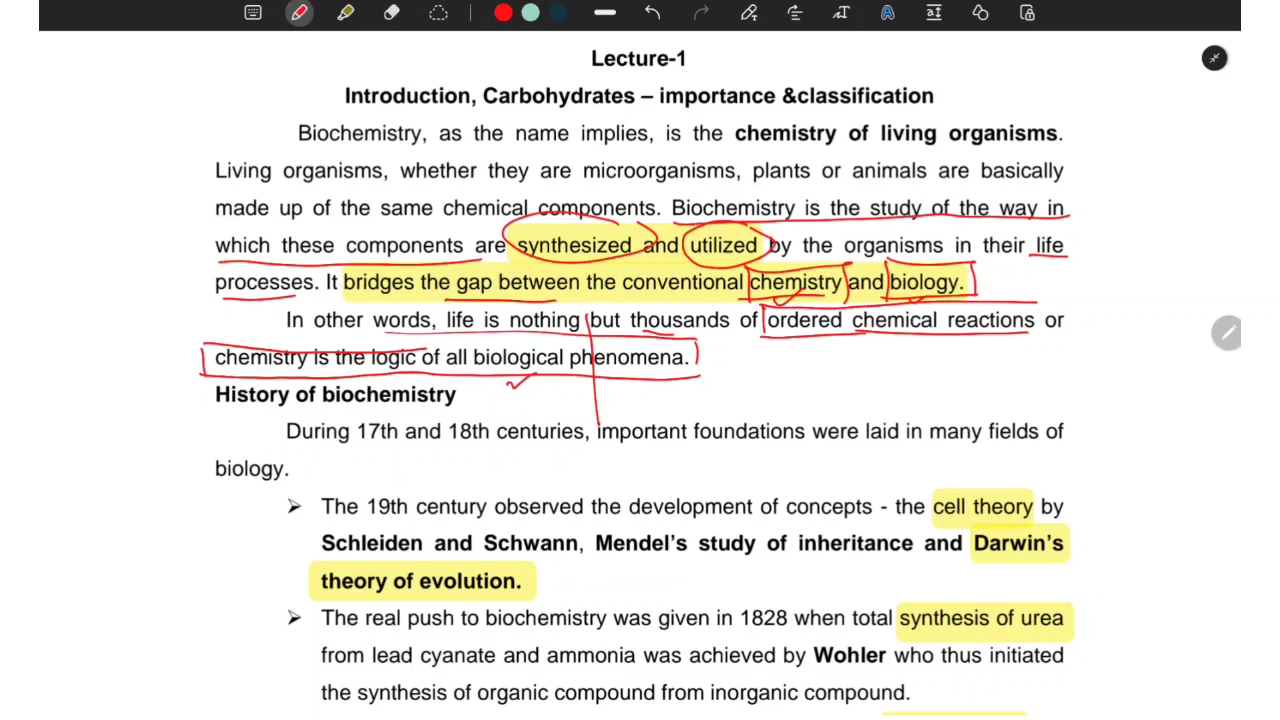 Lecture-1
Introduction, Carbohydrates – importance &classification
Biochemistry, as the name implies, is the chemistry of living organisms.
Living organisms, whether they are microorganisms, plants or animals are basically
made up of the same chemical components. Biochemistry is the study of the way in
which these components are synthesized and utilized by the organisms in their life
processes. It bridges the gap between the conventional chemistry and biology.
In other words, life is nothing but thousands of ordered chemical reactions or
chemistry is the logic of all biological phenomena.
History of biochemistry
During 17th and 18th centuries, important foundations were laid in many fields of
biology.
➢ The 19th century observed the development of concepts - the cell theory by
Schleiden and Schwann, Mendel’s study of inheritance and Darwin’s
theory of evolution.
➢ The real push to biochemistry was given in 1828 when total synthesis of urea
from lead cyanate and ammonia was achieved by Wohler who thus initiated
the synthesis of organic compound from inorganic compound.